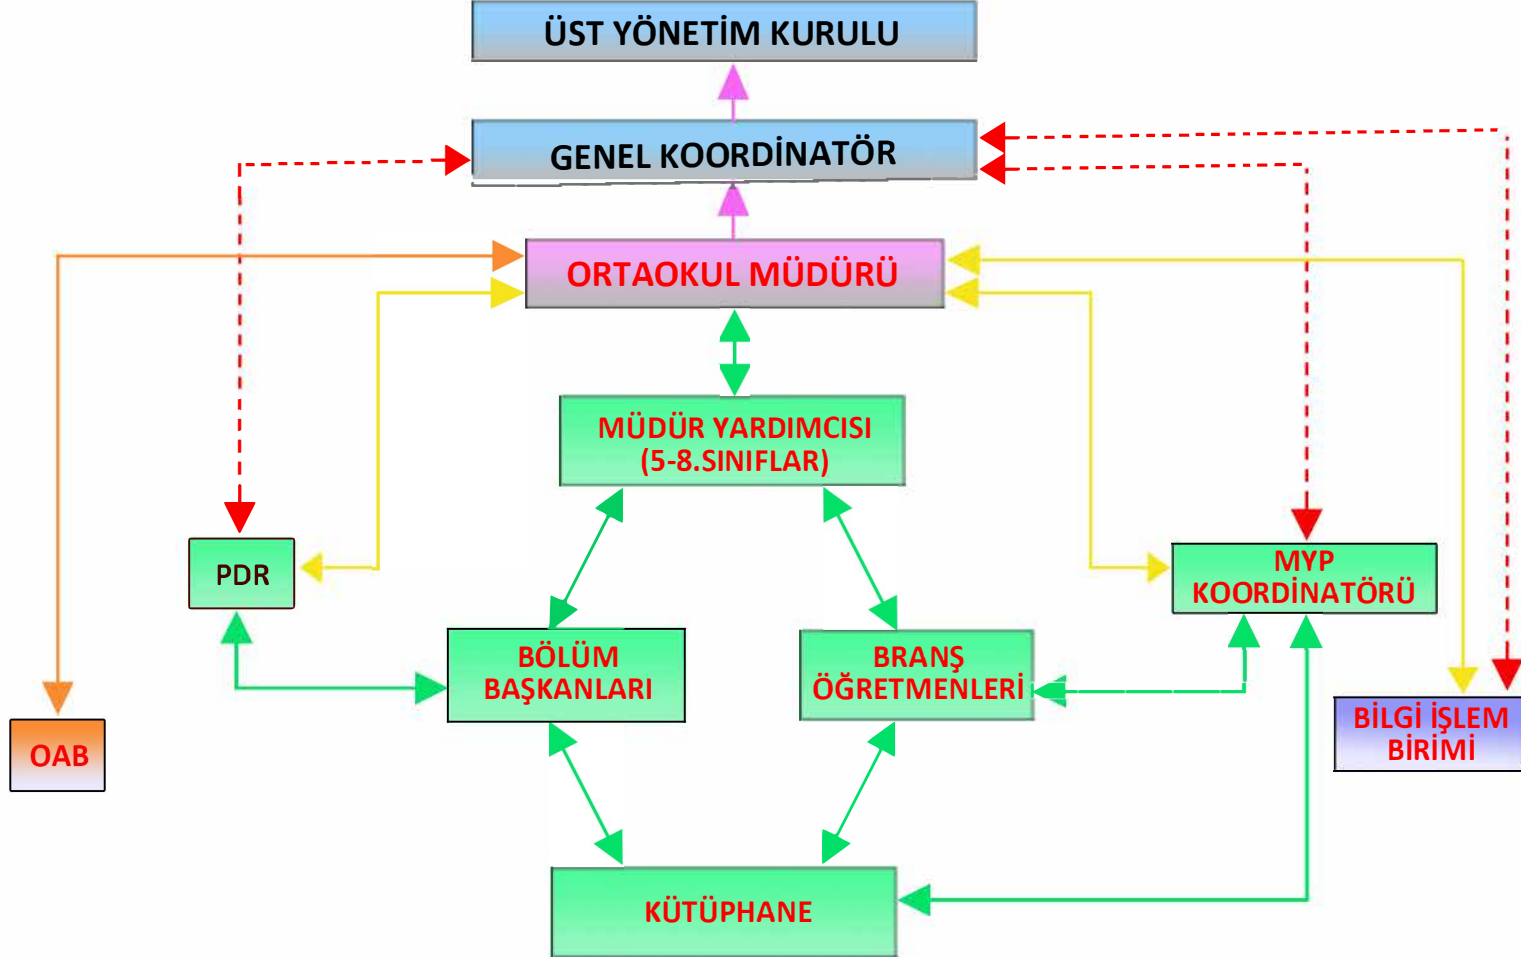 ÜST YÖNETİM KURULU
GENEL KOORDİNATÖR
ORTAOKUL MÜDÜRÜ
MÜDÜR YARDIMCISI
(5-8.SINIFLAR)
PDR
MYP
KOORDİNATÖRÜ
BÖLÜM
BAŞKANLARI
BRANŞ
ÖĞRETMENLERİ
OAB
BİLGİ İŞLEM
BİRİMİ
KÜTÜPHANE